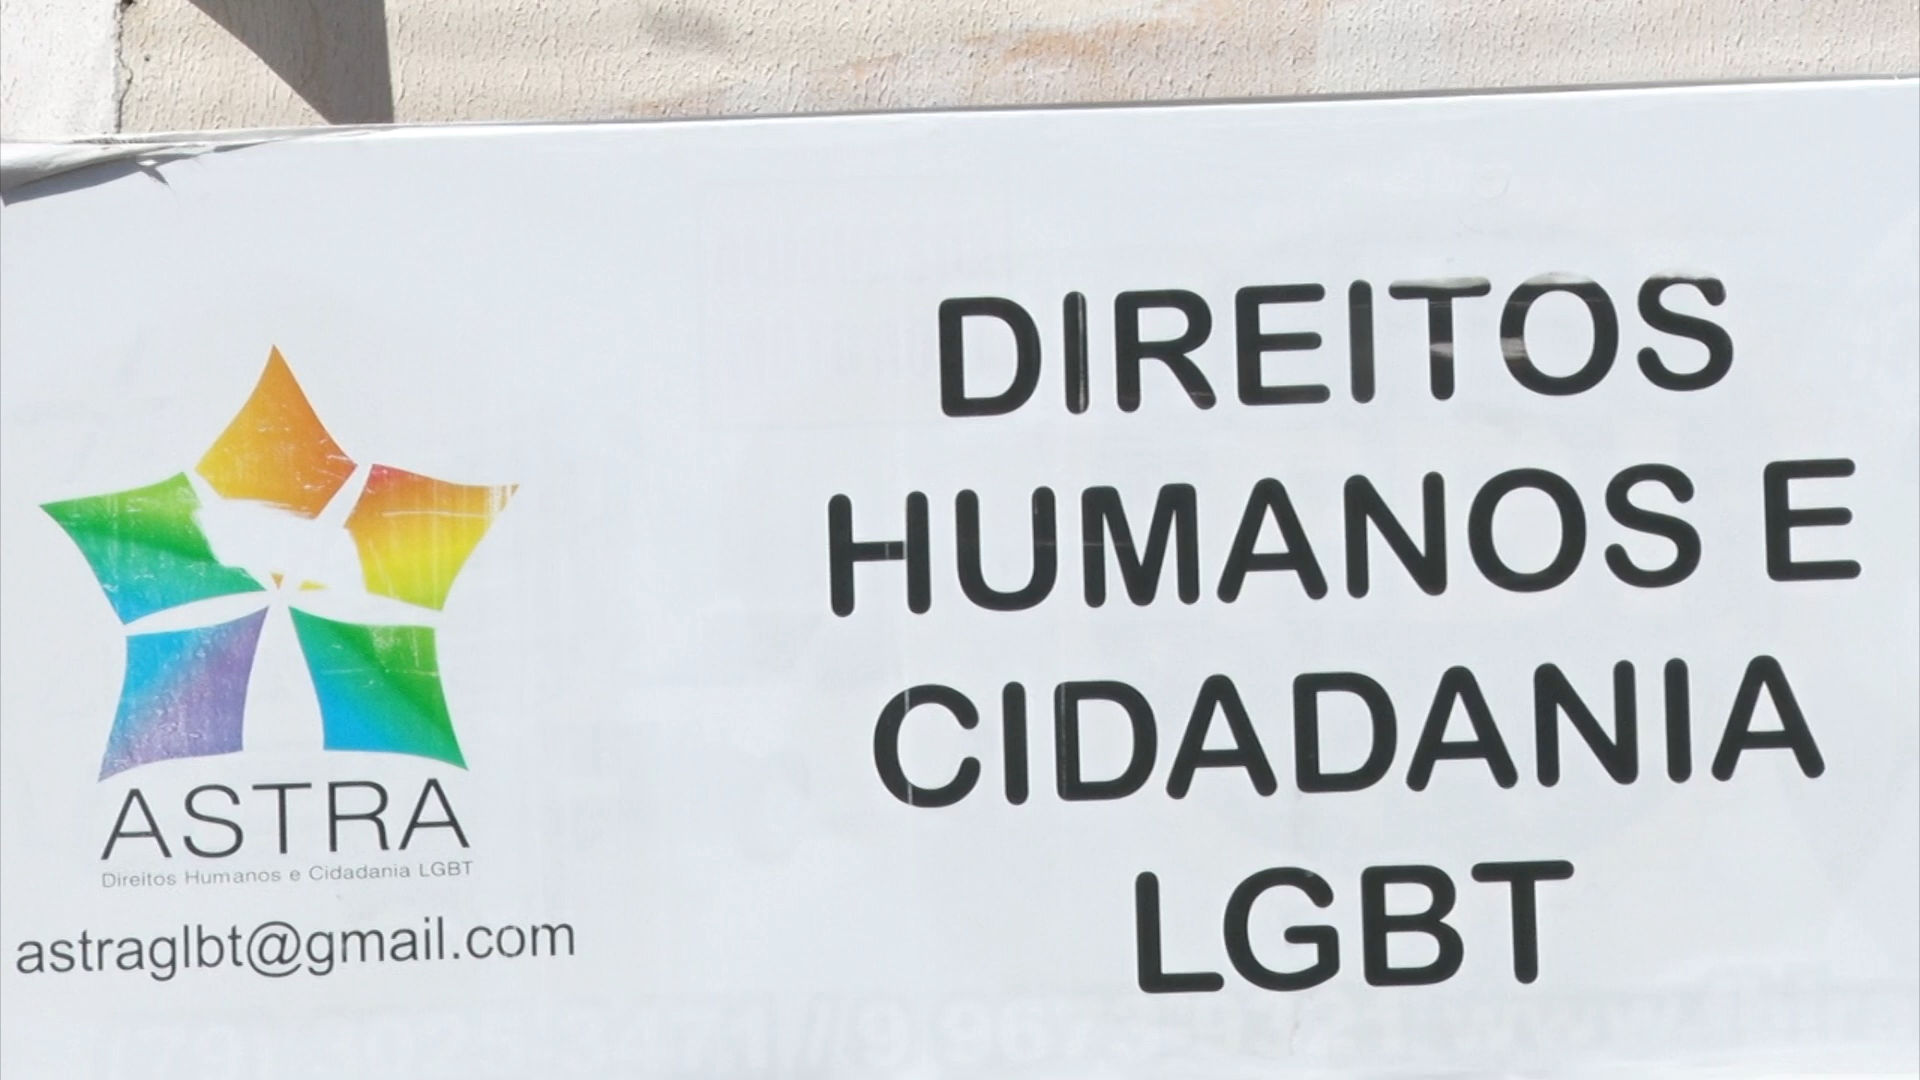 DIREITOS
HUMANOS E
CIDADANIA
LGBT
ASTRA
Direitos Humanos e Cidadania LGBT
astraglbt@gmail.com